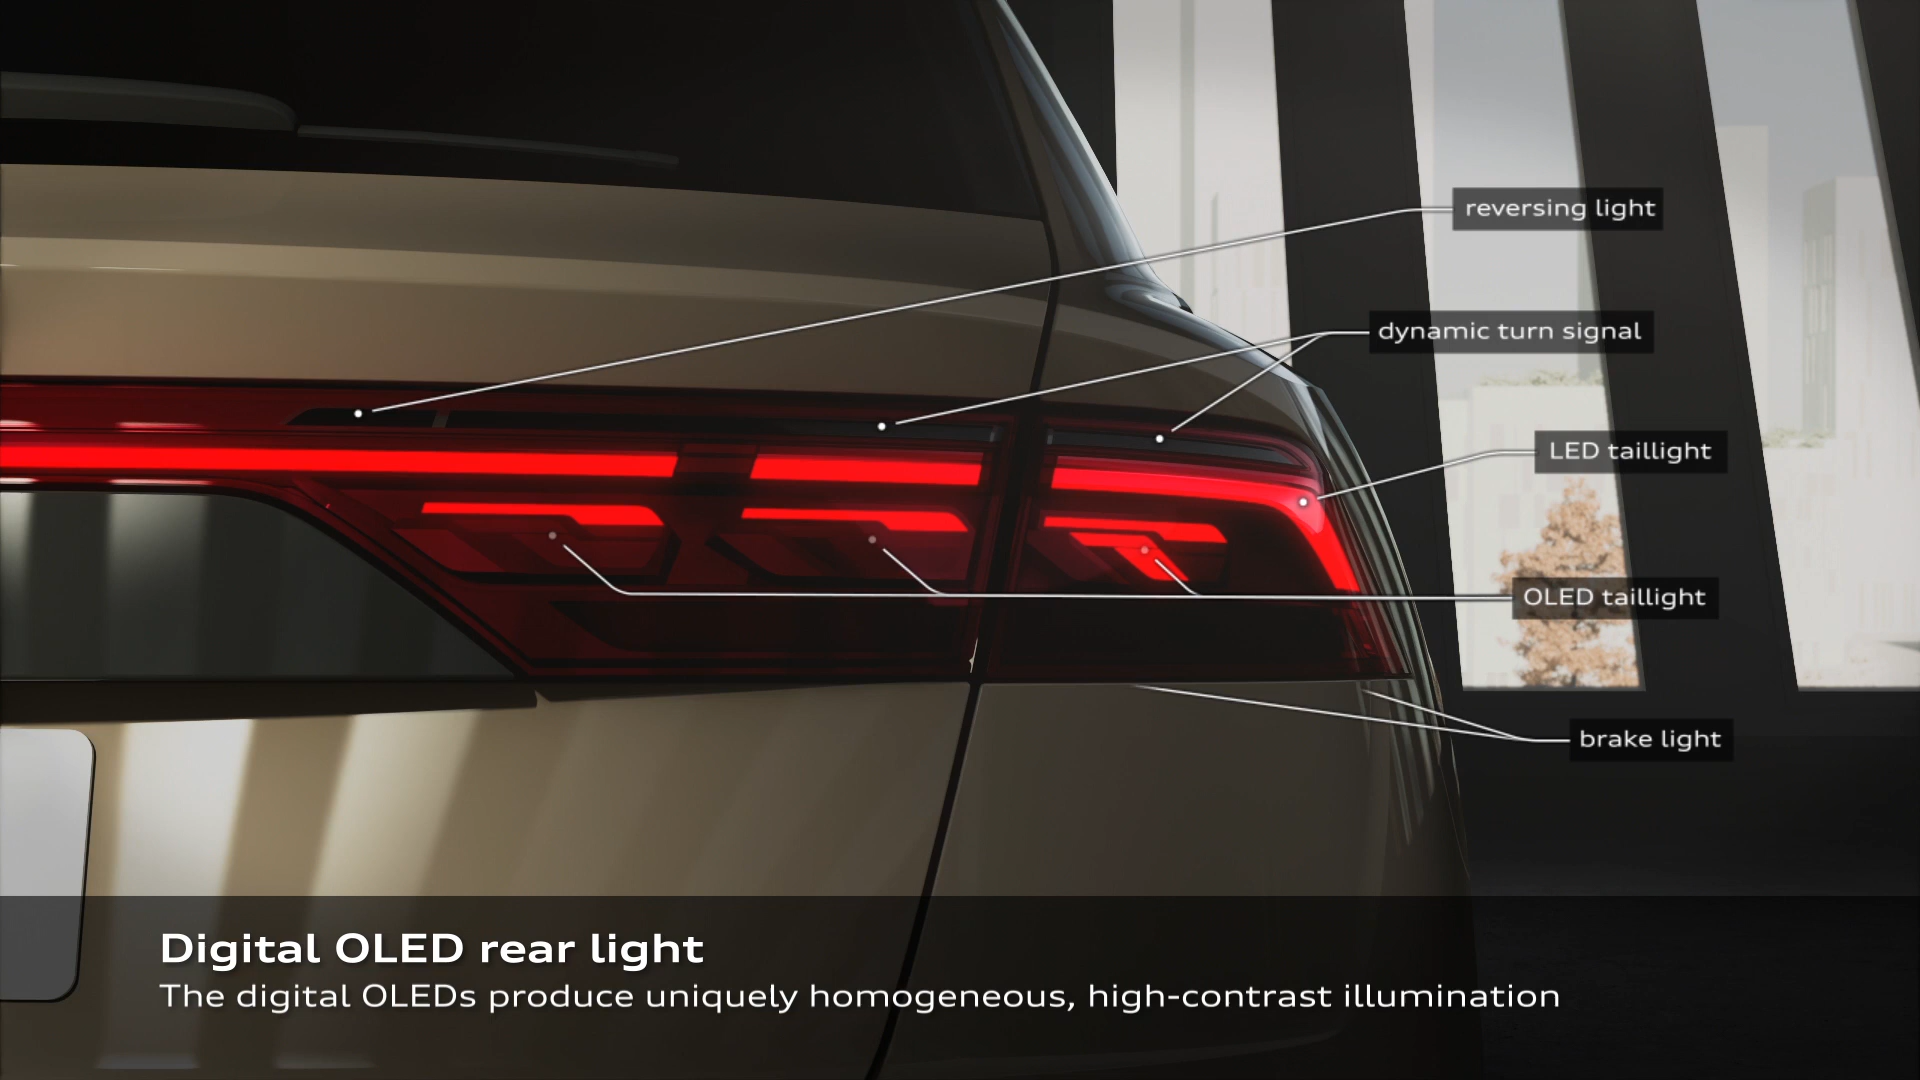 reversing light
dynamic turn signal
LED taillight
OLED taillight
brake light
Digital OLED rear light
The digital OLEDs produce uniquely homogeneous, high-contrast illumination